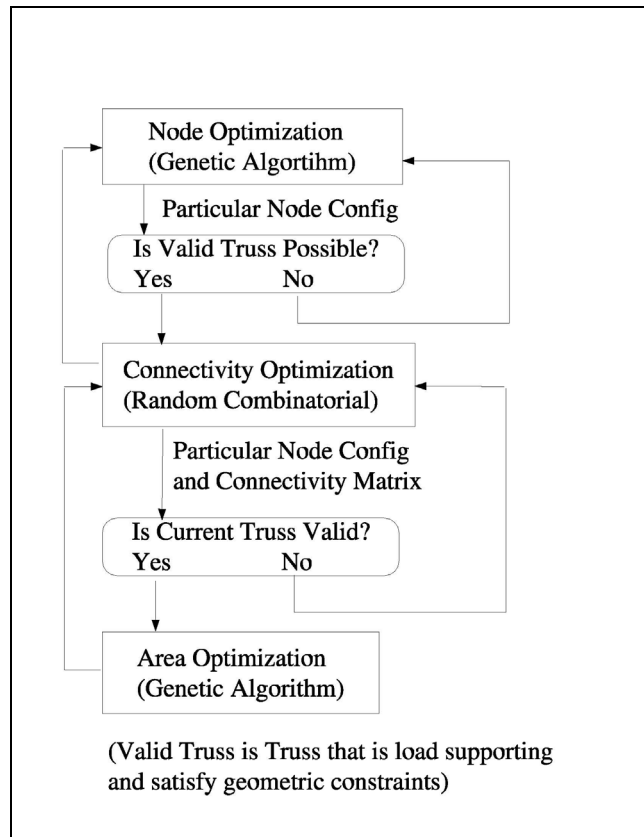 Node Optimization
(Genetic Algortihm)
Particular Node Config
Is Valid Truss Possible?
Yes No
Connectivity Optimization
(Random Combinatorial)
Particular Node Config
and Connectivity Matrix
Is Current Truss Valid?
Yes No
Area Optimization
(Genetic Algorithm)
(Valid Truss is Truss that is load supporting
and satisfy geometric constraints)